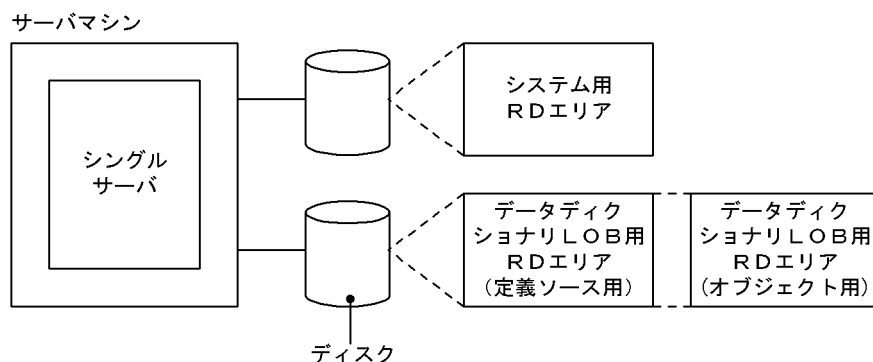 サーバマシン
シングル
サーバ
システム用
RDエリア
データディク
ショナリLOB用
RDエリア
(定義ソース用)
データディク
ショナリLOB用
RDエリア
(オブジェクト用)
ディスク